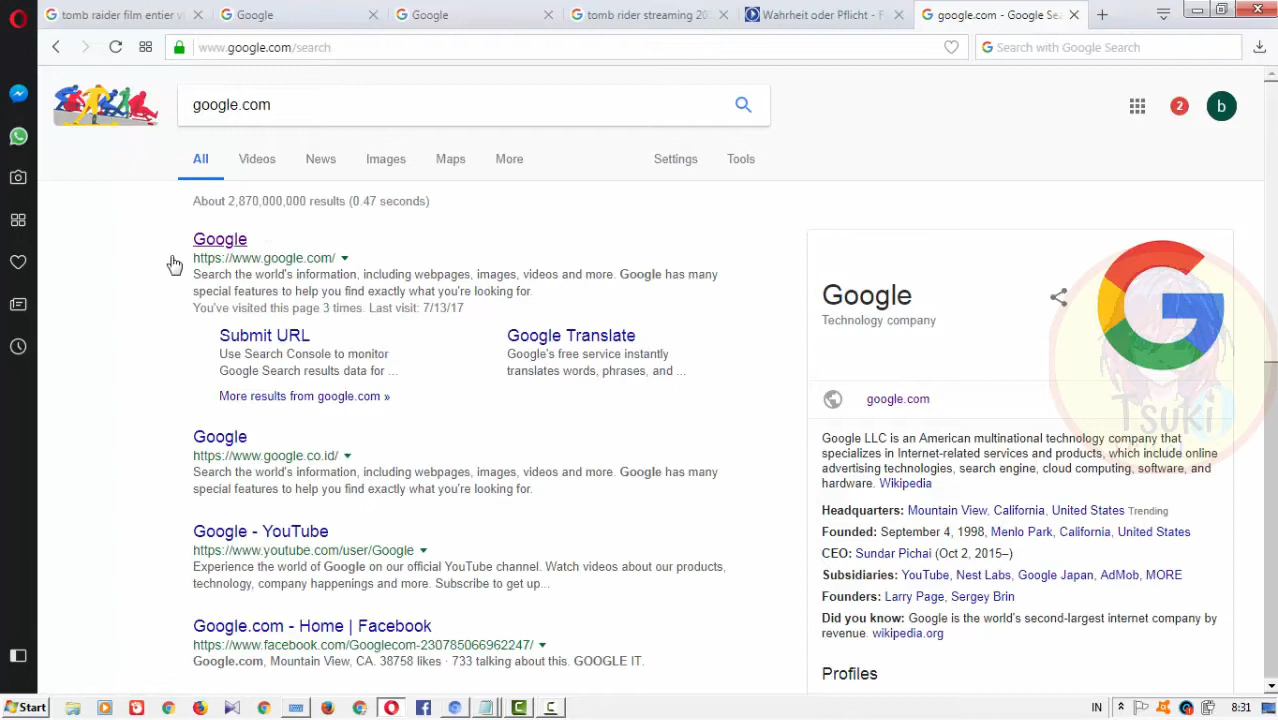 tomb raider film entier v
Google
Google
tomb rider streaming 20
Wahrheit oder Pflicht - F
google.com - Google Se
www.google.com/search
Search with Google Search
google.com
2
b
All
Videos
News
Images
Maps
More
Settings
Tools
About 2,870,000,000 results (0.47 seconds)
Google
https://www.google.com/
Search the world's information, including webpages, images, videos and more. Google has many
special features to help you find exactly what you're looking for.
You've visited this page 3 times. Last visit: 7/13/17
Submit URL
Use Search Console to monitor
Google Search results data for ...
Google Translate
Google's free service instantly
translates words, phrases, and ...
More results from google.com »
Google
https://www.google.co.id/
Search the world's information, including webpages, images, videos and more. Google has many
special features to help you find exactly what you're looking for.
Google - YouTube
https://www.youtube.com/user/Google
Experience the world of Google on our official YouTube channel. Watch videos about our products,
technology, company happenings and more. Subscribe to get up...
Google.com - Home | Facebook
https://www.facebook.com/Googlecom-230785066962247/
Google.com, Mountain View, CA. 38758 likes · 733 talking about this. GOOGLE IT.
Google
Technology company
Tsuki
google.com
Google LLC is an American multinational technology company that
specializes in Internet-related services and products, which include online
advertising technologies, search engine, cloud computing, software, and
hardware. Wikipedia
Headquarters: Mountain View, California, United States Trending
Founded: September 4, 1998, Menlo Park, California, United States
CEO: Sundar Pichai (Oct 2, 2015–)
Subsidiaries: YouTube, Nest Labs, Google Japan, AdMob, MORE
Founders: Larry Page, Sergey Brin
Did you know: Google is the world's second-largest internet company by
revenue. wikipedia.org
Profiles
Start
IN
8:31